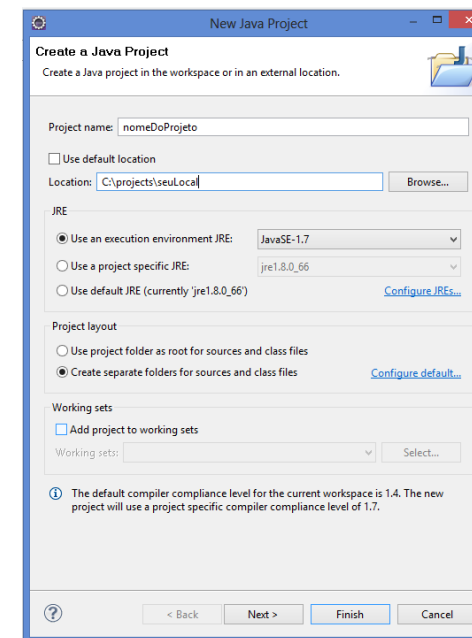 New Java Project
Create a Java Project
Create a Java project in the workspace or in an external location.
Project name: nomeDoProjeto
Use default location
Location: C:\projects\seuLocal Browse...
JRE
Use an execution environment JRE: JavaSE-1.7
Use a project specific JRE: jre1.8.0_66
Use default JRE (currently 'jre1.8.0_66') Configure JREs...
Project layout
Use project folder as root for sources and class files
Create separate folders for sources and class files Configure default...
Working sets
Add project to working sets
Working sets: Select...
The default compiler compliance level for the current workspace is 1.4. The new
project will use a project specific compiler compliance level of 1.7.
< Back Next > Finish Cancel